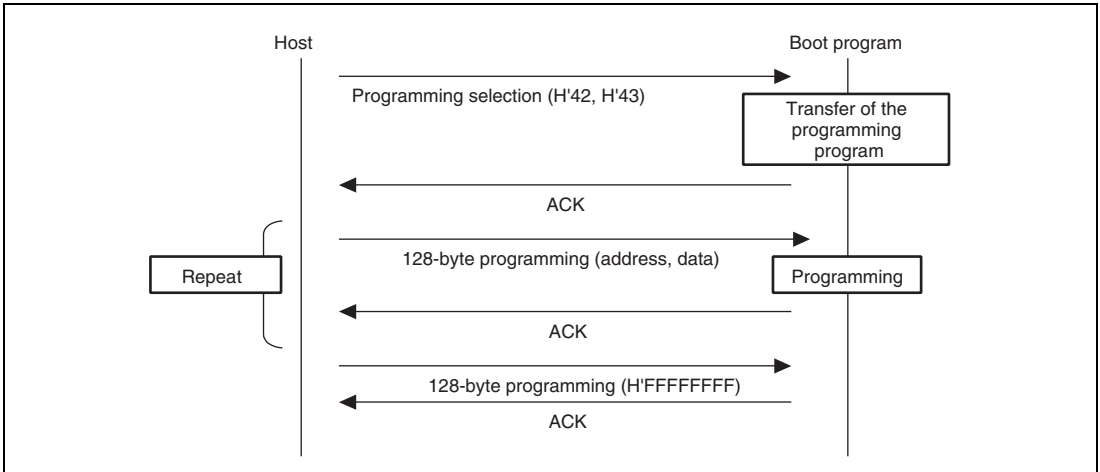 Host
Boot program
Programming selection (H'42, H'43)
Transfer of the
programming
program
ACK
128-byte programming (address, data)
Repeat
Programming
ACK
128-byte programming (H'FFFFFFFF)
ACK